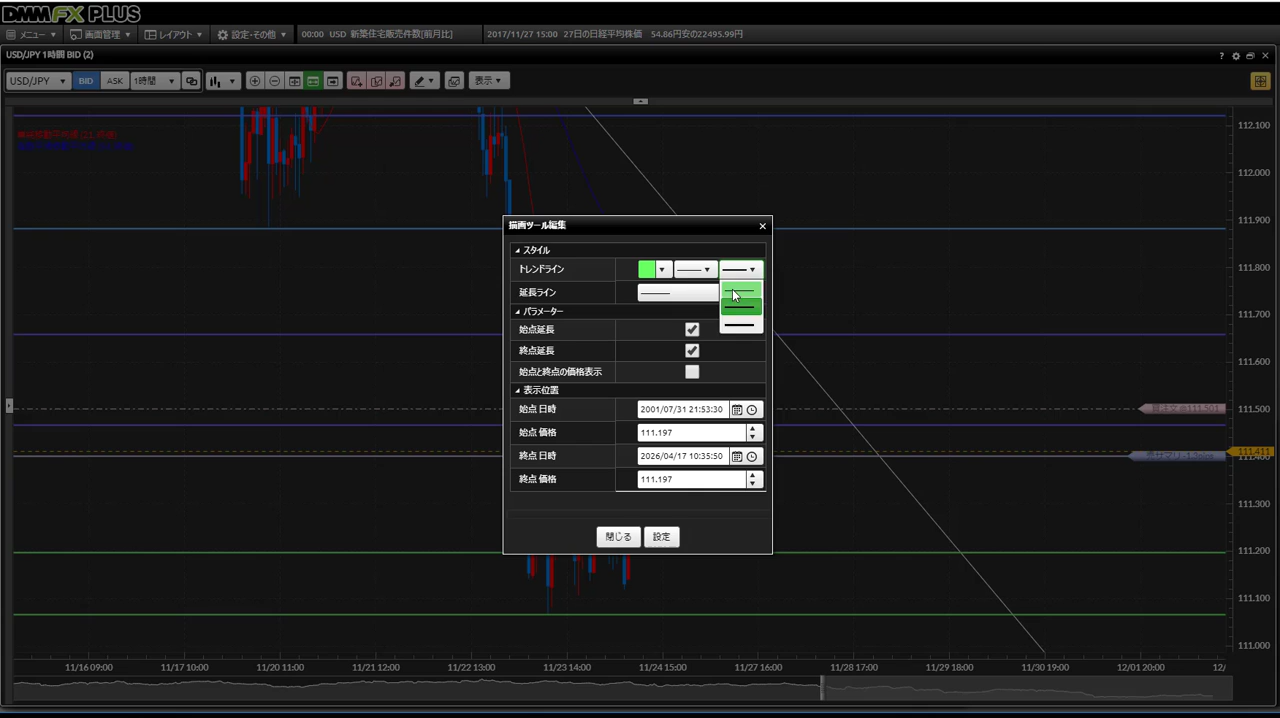 DMMFX PLUS
メニュー 画面管理 レイアウト 設定・その他 00:00 USD 新築住宅販売件数[前月比] 2017/11/27 15:00 27日の日経平均株価 54.86円安の22495.99円
USD/JPY 1時間 BID (2)
USD/JPY BID ASK 1時間 表示
112.100
112.000
111.900
111.800
111.700
111.600
111.500
111.411
111.400
111.300
111.200
111.100
111.000
描画ツール編集
スタイル
トレンドライン
延長ライン
パラメーター
始点延長
終点延長
始点と終点の価格表示
表示位置
始点 日時 2001/07/31 21:53:30
始点 価格 111.197
終点 日時 2026/04/17 10:35:50
終点 価格 111.197
閉じる 設定
11/16 09:00 11/17 10:00 11/20 11:00 11/21 12:00 11/22 13:00 11/23 14:00 11/24 15:00 11/27 16:00 11/28 17:00 11/29 18:00 11/30 19:00 12/01 20:00 12/